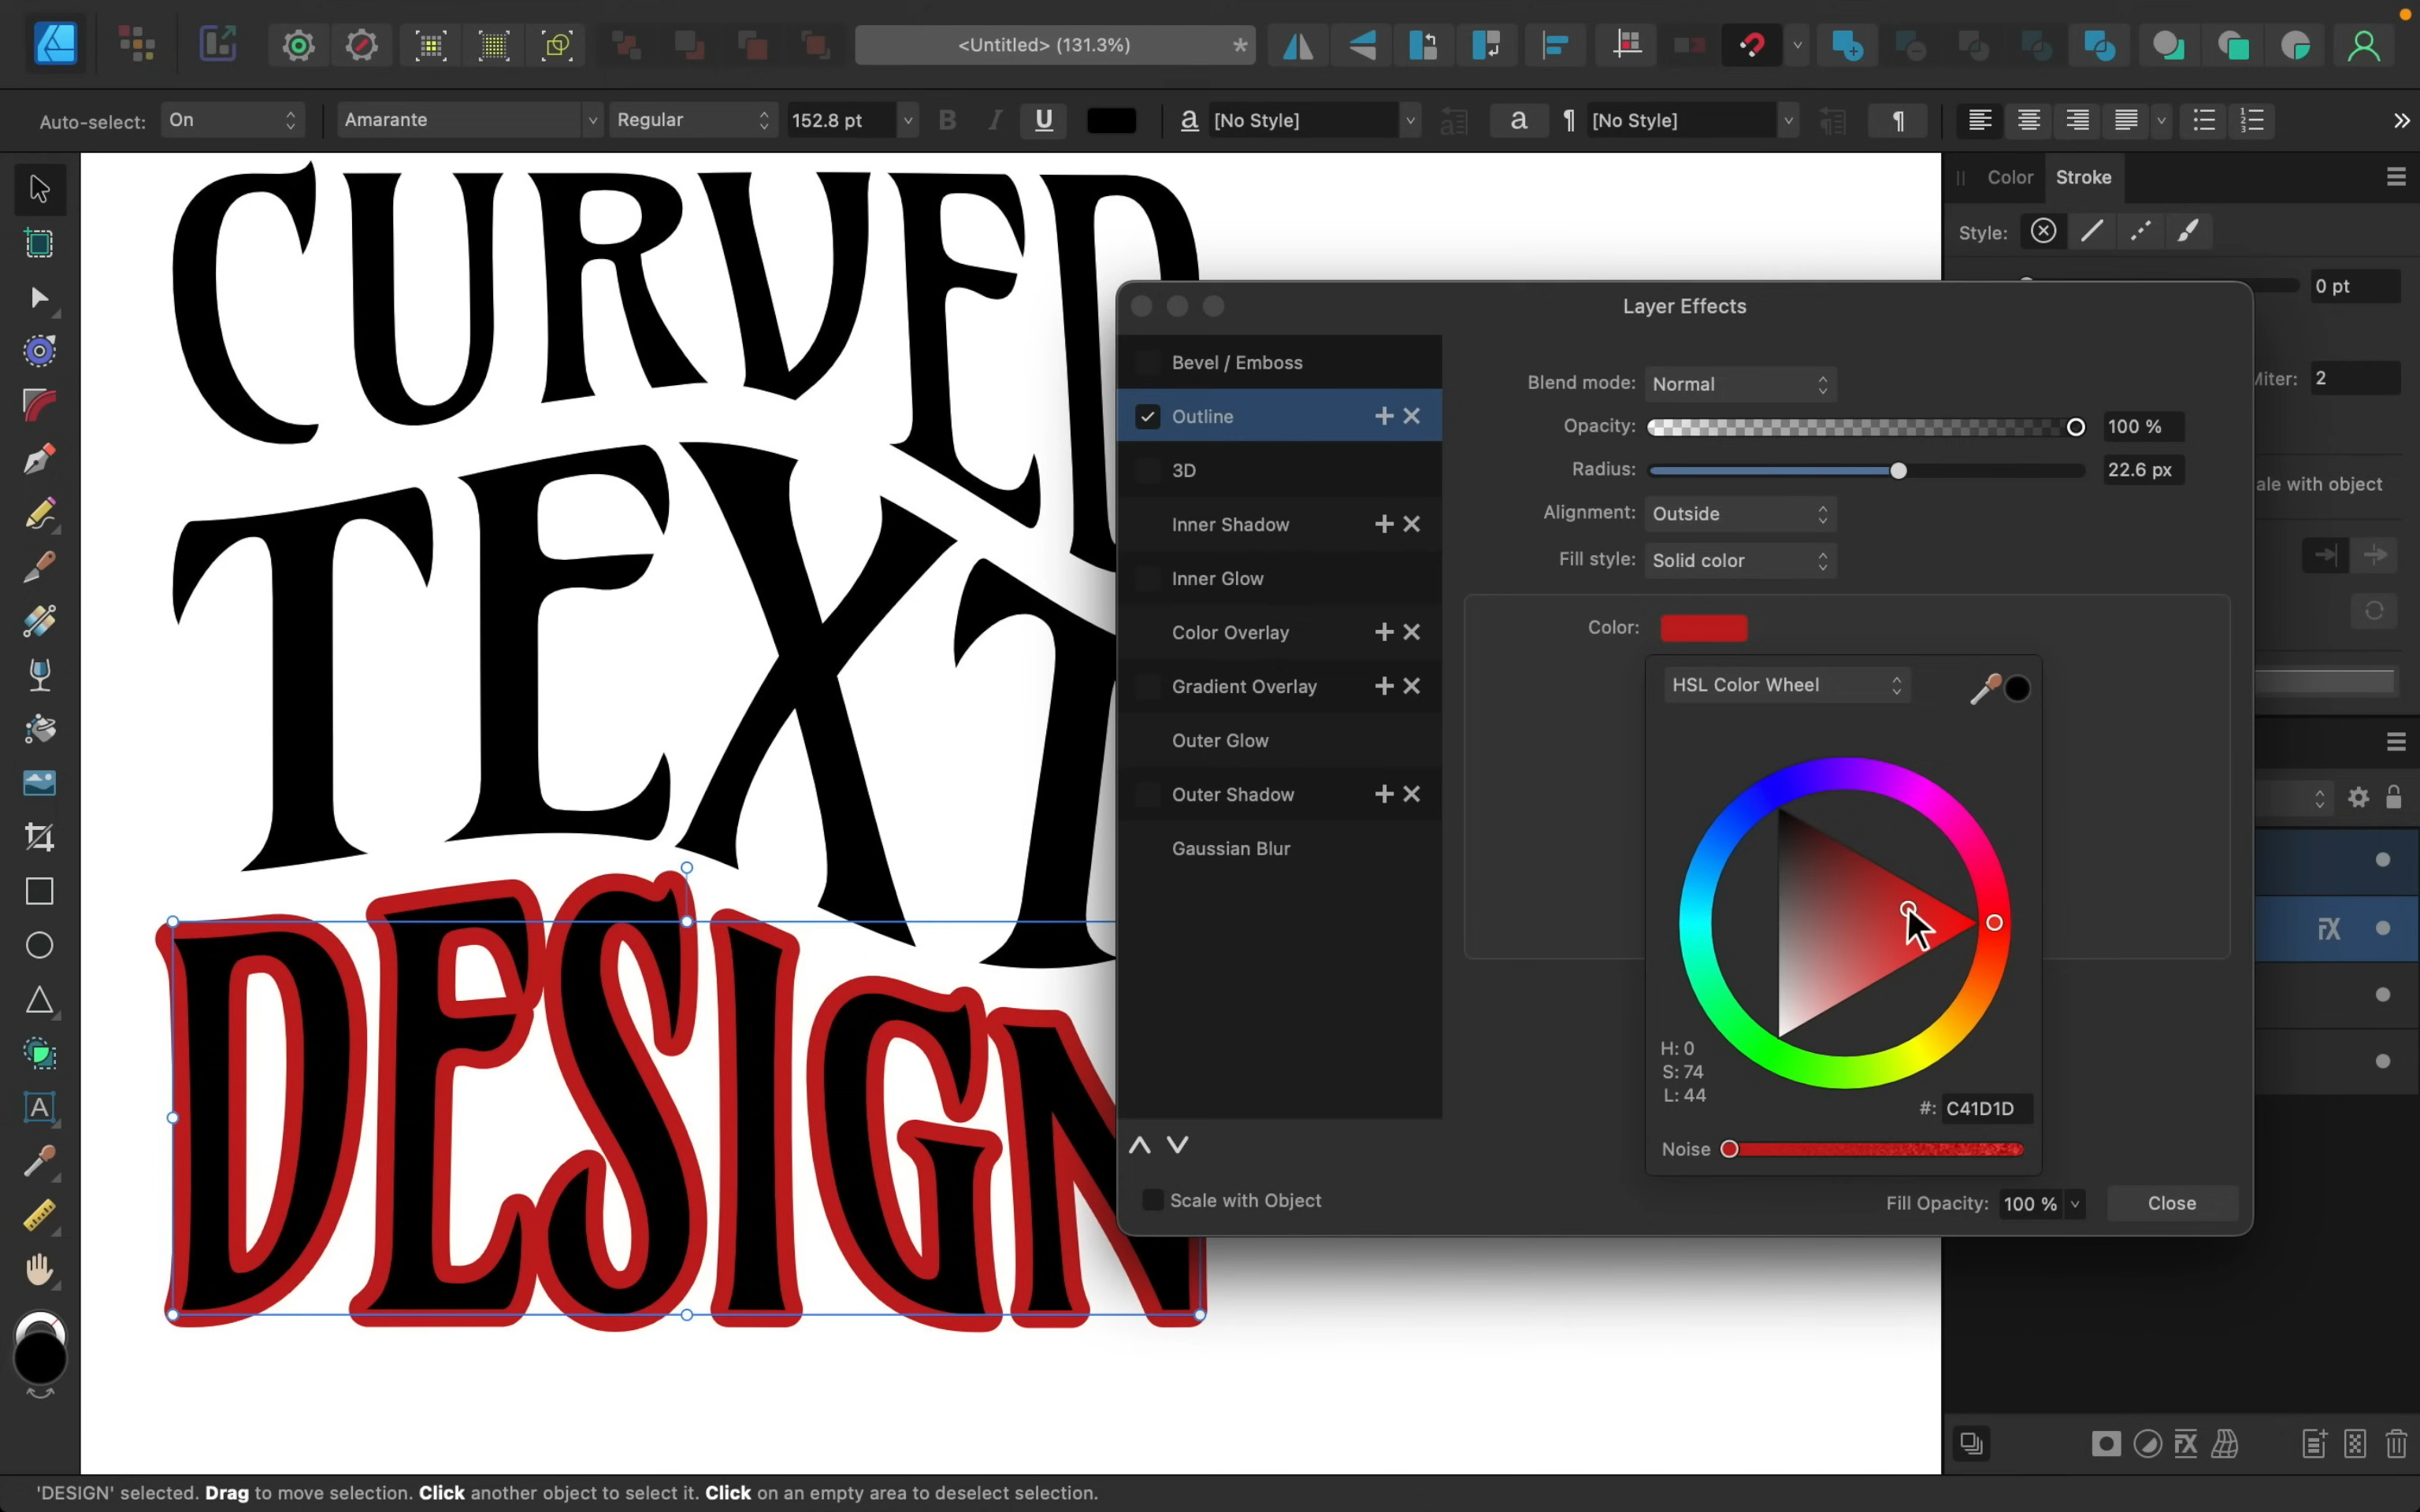 <Untitled> (131.3%)
*
Auto-select: On
Amarante
Regular
152.8 pt
B I U
a [No Style]
a
¶ [No Style]
¶
CURVED
TEXT
DESIGN
Color Stroke
Style:
0 pt
Miter: 2
ale with object
Layer Effects
Bevel / Emboss
Outline
3D
Inner Shadow
Inner Glow
Color Overlay
Gradient Overlay
Outer Glow
Outer Shadow
Gaussian Blur
Scale with Object
Blend mode: Normal
Opacity: 100 %
Radius: 22.6 px
Alignment: Outside
Fill style: Solid color
Color:
HSL Color Wheel
H: 0
S: 74
L: 44
#: C41D1D
Noise
Fill Opacity: 100 %
Close
FX
FX
A
'DESIGN' selected. Drag to move selection. Click another object to select it. Click on an empty area to deselect selection.